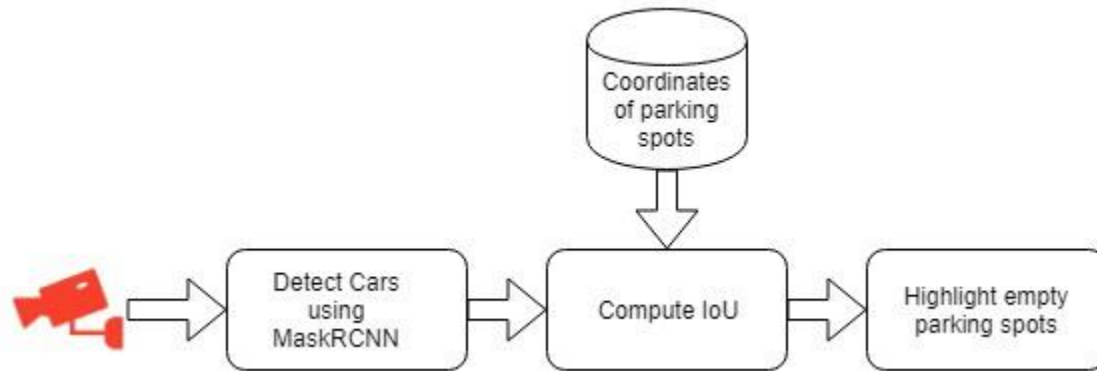 Coordinates
of parking
spots
Detect Cars
using
MaskRCNN
Compute IoU
Highlight empty
parking spots